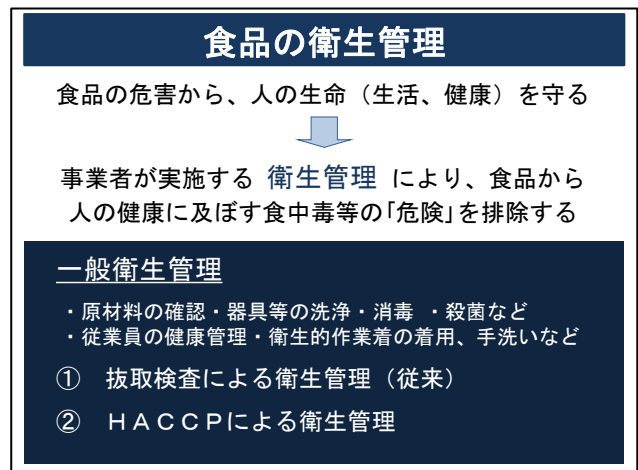 食品の衛生管理
食品の危害から、人の生命（生活、健康）を守る
事業者が実施する 衛生管理 により、食品から
人の健康に及ぼす食中毒等の｢危険｣を排除する
一般衛生管理
・原材料の確認・器具等の洗浄・消毒 ・殺菌など
・従業員の健康管理・衛生的作業着の着用、手洗いなど
① 抜取検査による衛生管理（従来）
② ＨＡＣＣＰによる衛生管理